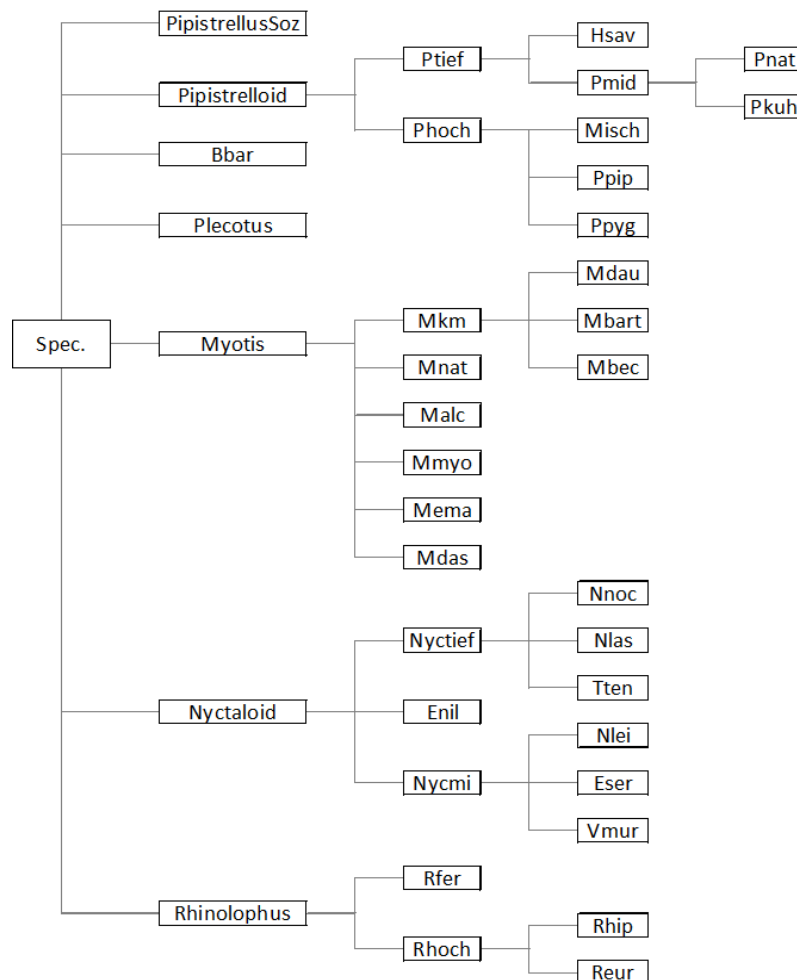 PipistrellusSoz
Hsav
Ptief
Pnat
Pmid
Pipistrelloid
Pkuh
Phoch
Misch
Bbar
Ppip
Plecotus
Ppyg
Mdau
Mkm
Mbart
Spec.
Myotis
Mnat
Mbec
Malc
Mmyo
Mema
Mdas
Nnoc
Nyctief
Nlas
Tten
Nyctaloid
Enil
Nlei
Nycmi
Eser
Vmur
Rfer
Rhinolophus
Rhip
Rhoch
Reur